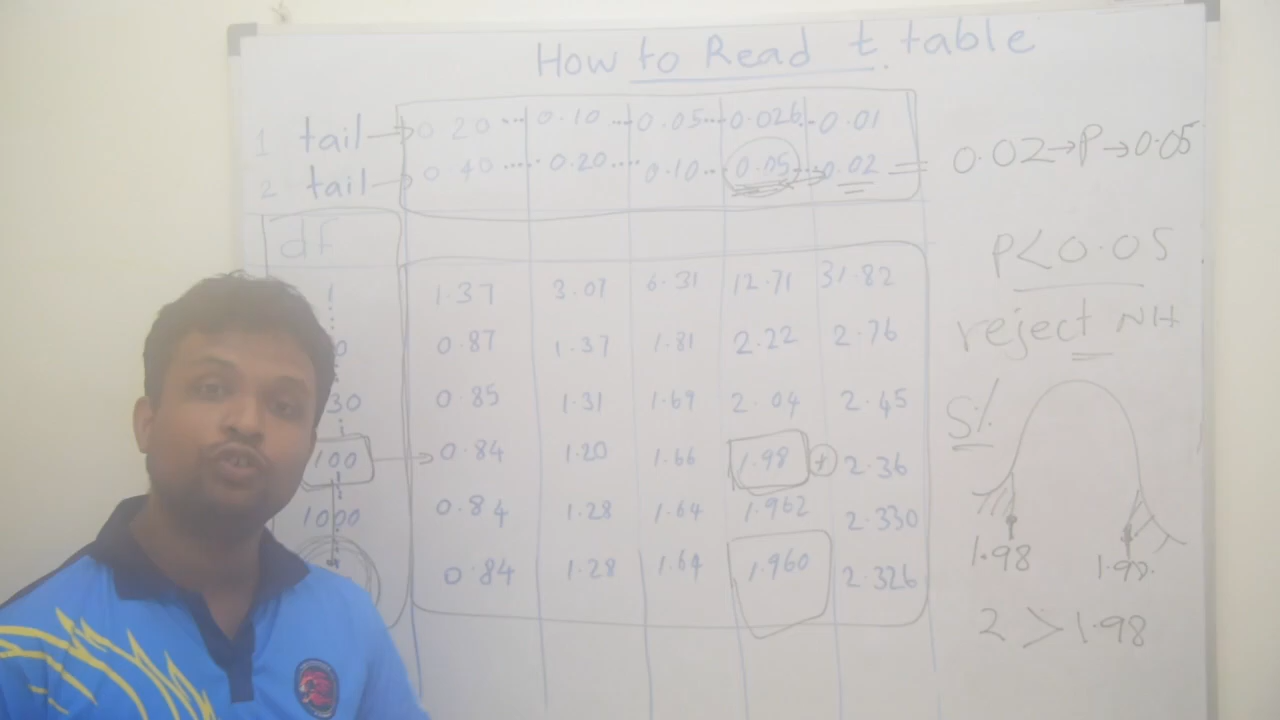 How to Read t. table
1 tail → 0 20 ... 0.10 .... 0.05... 0.026.. 0.01
2 tail → 0 40 ..... 0.20 .... 0.10.. 0.05... 0.02 = 0.02→P→0.05
df
P<0.05
1 1.37 3.07 6.31 12.71 31.82
0 0.87 1.37 1.81 2.22 2.76 reject NH
30 0.85 1.31 1.69 2.04 2.45 5%
100 → 0.84 1.20 1.66 1.98 + 2.36
1000 0.84 1.28 1.64 1.962 2.330
0.84 1.28 1.64 1.960 2.326 1.98 1.98.
2 > 1.98